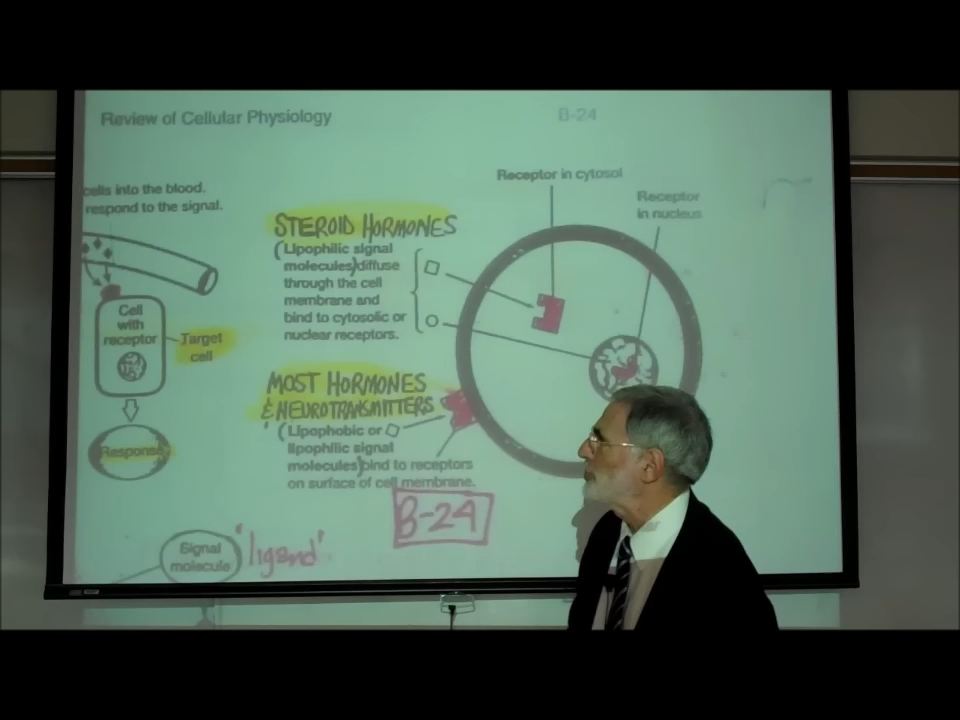 Review of Cellular Physiology
B-24
cells into the blood.
respond to the signal.
Cell
with
receptor
Target
cell
Response
Signal
molecule
'ligand'
STEROID HORMONES
(Lipophilic signal
molecules) diffuse
through the cell
membrane and
bind to cytosolic or
nuclear receptors.
MOST HORMONES
& NEUROTRANSMITTERS
(Lipophobic or
lipophilic signal
molecules) bind to receptors
on surface of cell membrane.
B-24
Receptor in cytosol
Receptor
in nucleus